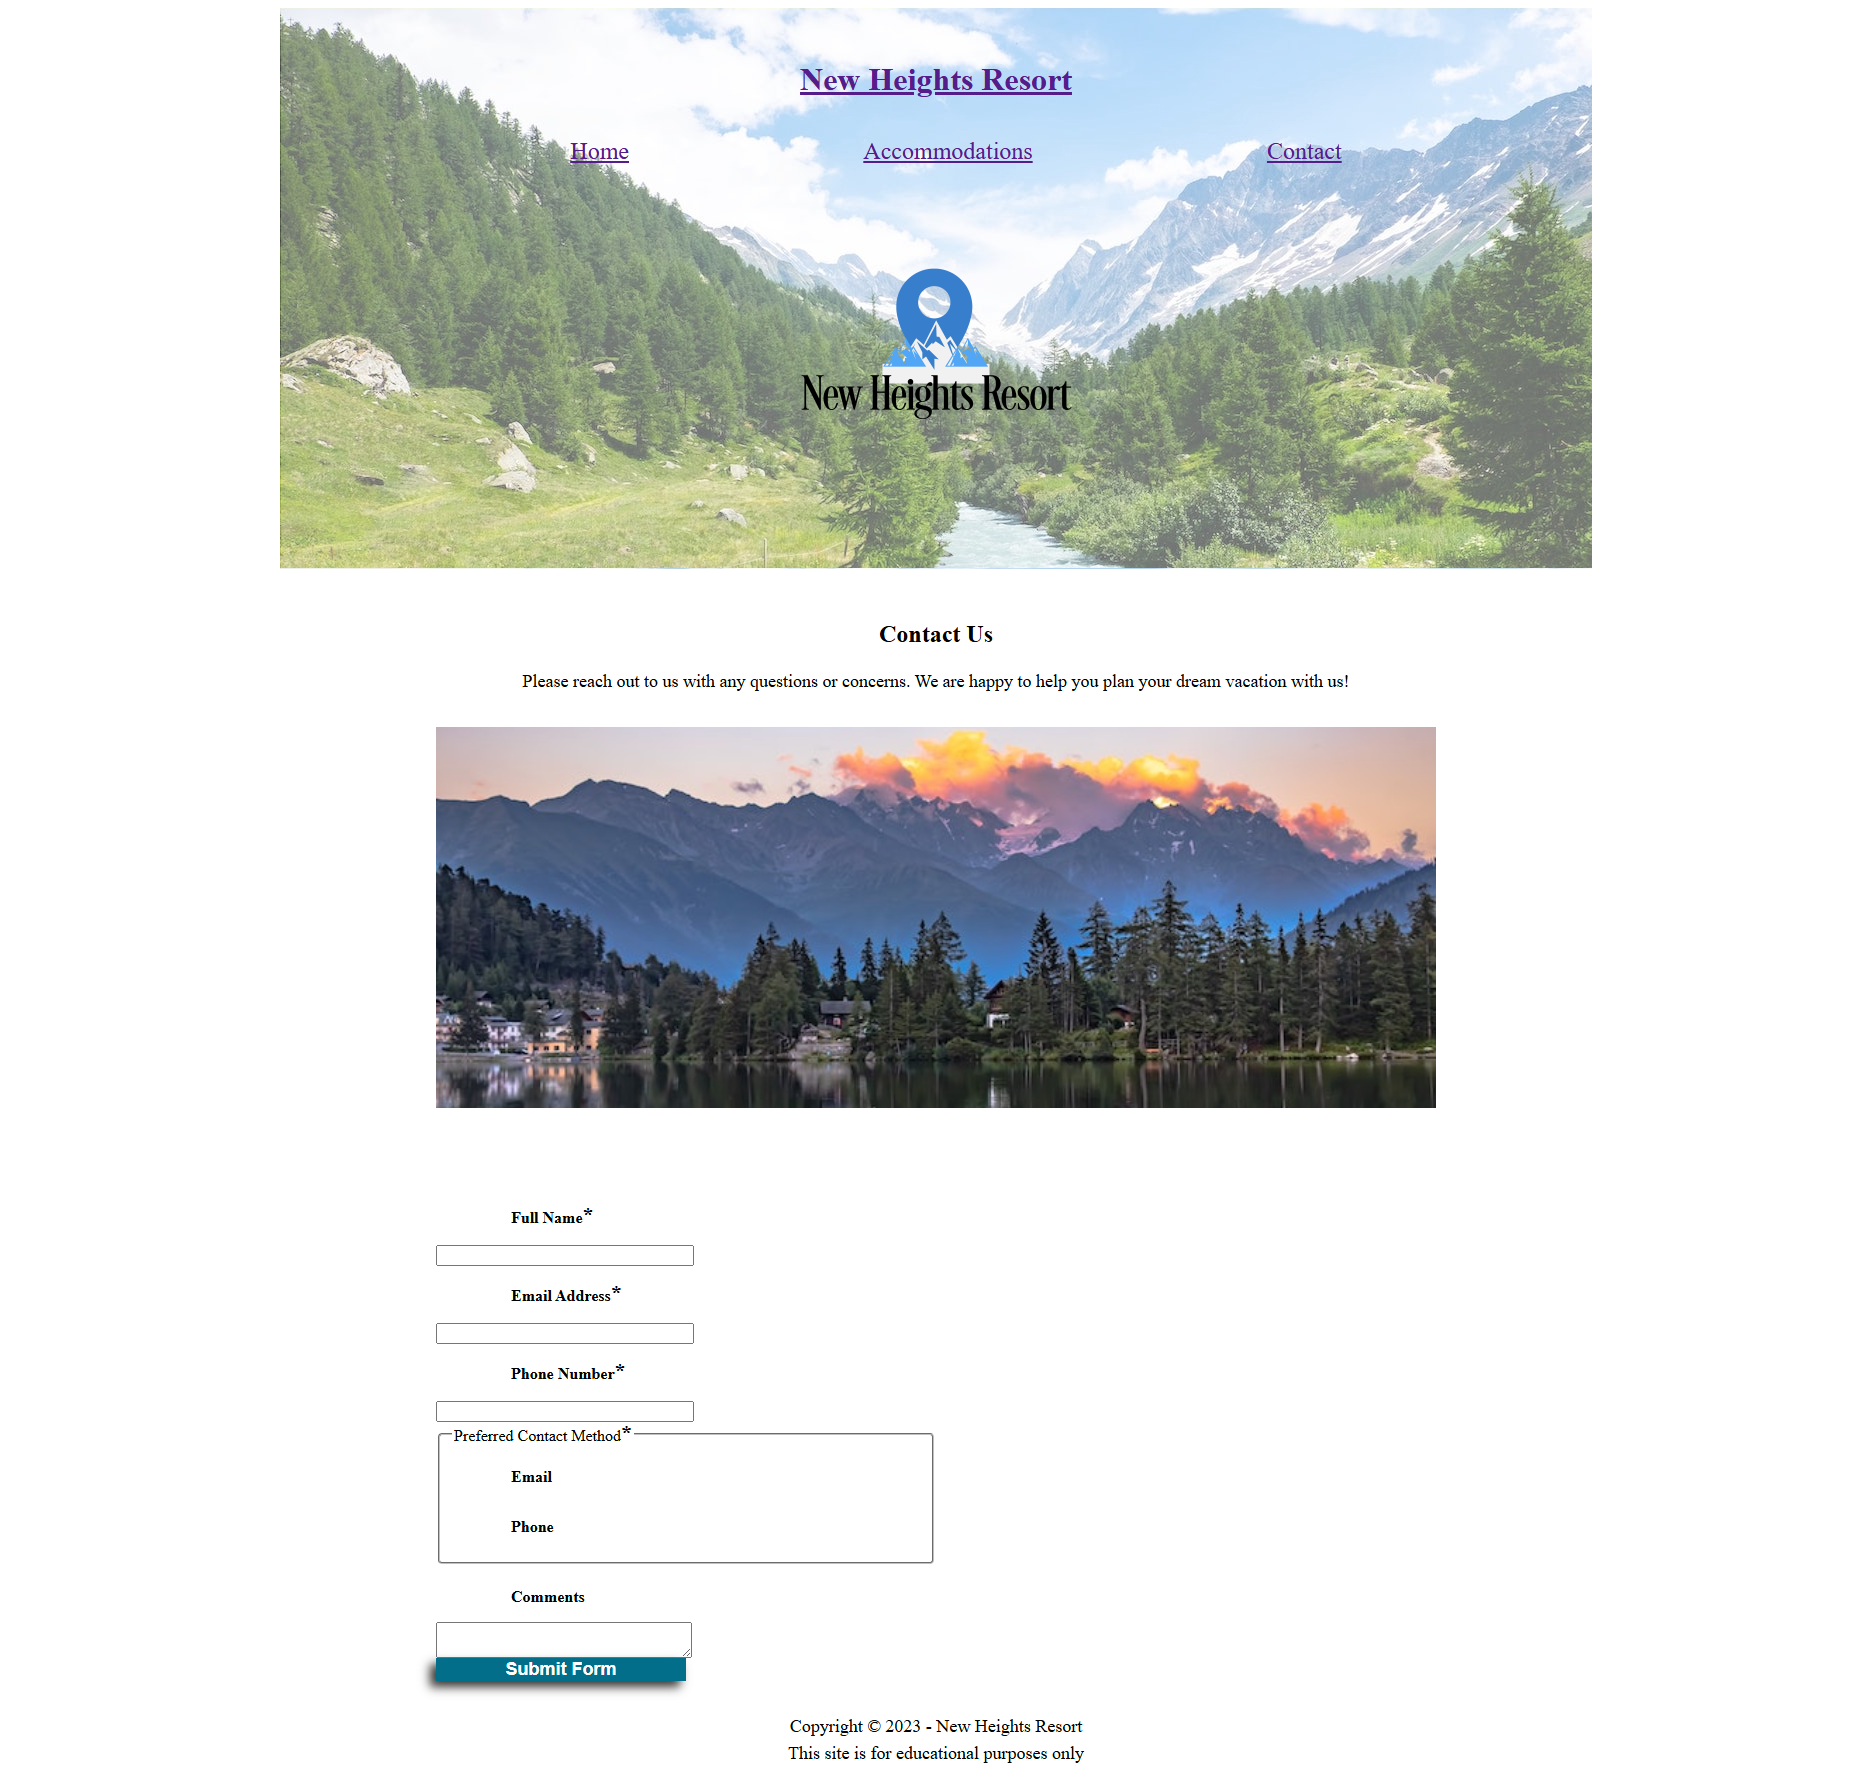 New Heights Resort
Home Accommodations Contact
New Heights Resort
Contact Us
Please reach out to us with any questions or concerns. We are happy to help you plan your dream vacation with us!
Full Name*
Email Address*
Phone Number*
Preferred Contact Method*
Email
Phone
Comments
Submit Form
Copyright © 2023 - New Heights Resort
This site is for educational purposes only